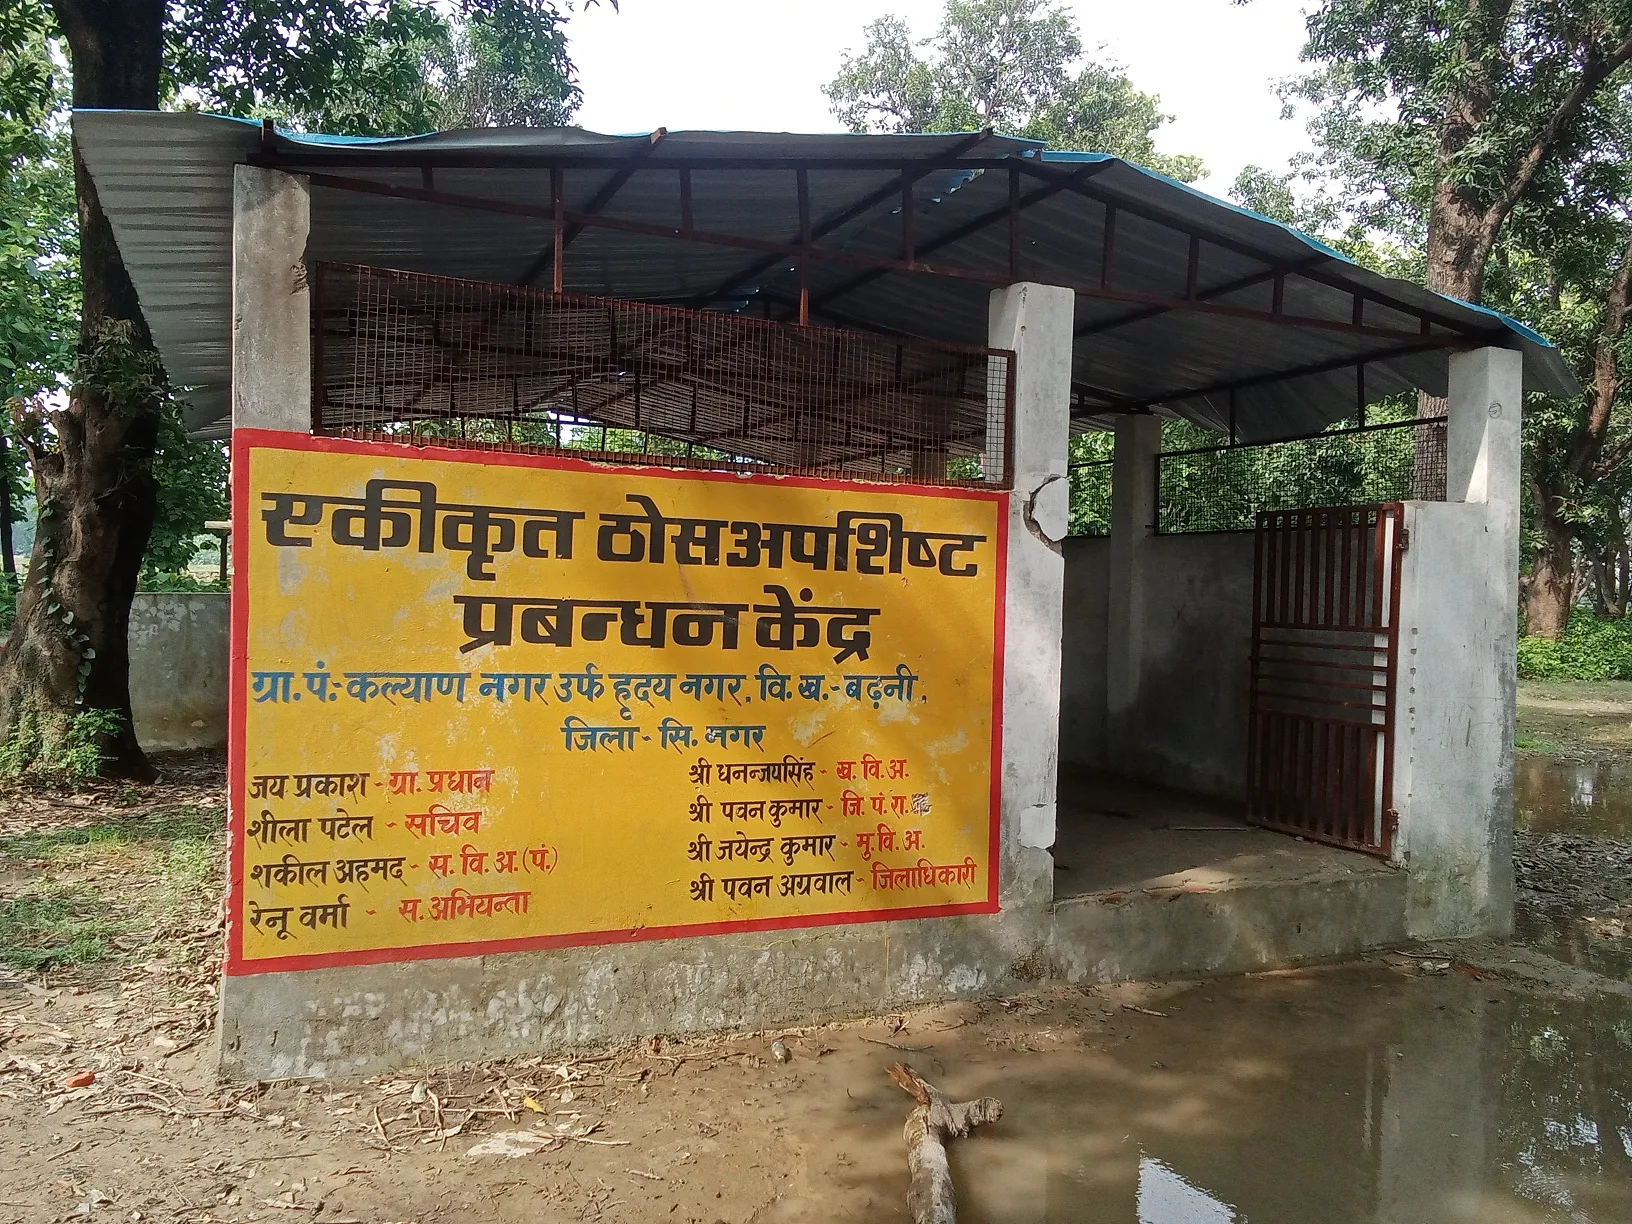 एकीकृत ठोस अपशिष्ट
प्रबन्धन केंद्र
ग्रा. पं.:- कल्याण नगर उर्फ हृदय नगर, वि. ख.- बढ़नी,
जिला - सि. नगर
जय प्रकाश - ग्रा. प्रधान
शीला पटेल - सचिव
शकील अहमद - स. वि. अ. (पं.)
रेनू वर्मा - स. अभियन्ता
श्री धनन्जयसिंह - ख. वि. अ.
श्री पवन कुमार - जि. पं. रा.
श्री जयेन्द्र कुमार - मु. वि. अ.
श्री पवन अग्रवाल - जिलाधिकारी